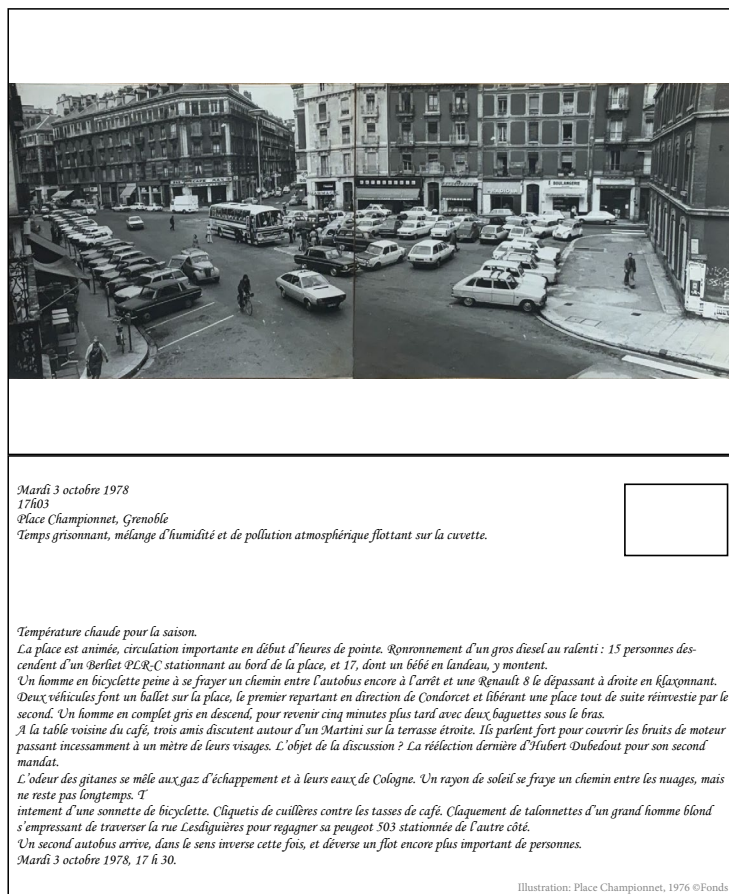 BOULANGERIE
Mardi 3 octobre 1978
17h03
Place Championnet, Grenoble
Temps grisonnant, mélange d'humidité et de pollution atmosphérique flottant sur la cuvette.
Température chaude pour la saison.
La place est animée, circulation importante en début d'heures de pointe. Ronronnement d'un gros diesel au ralenti : 15 personnes des-
cendent d'un Berliet PLR-C stationnant au bord de la place, et 17, dont un bébé en landeau, y montent.
Un homme en bicyclette peine à se frayer un chemin entre l'autobus encore à l'arrêt et une Renault 8 le dépassant à droite en klaxonnant.
Deux véhicules font un ballet sur la place, le premier repartant en direction de Condorcet et libérant une place tout de suite réinvestie par le
second. Un homme en complet gris en descend, pour revenir cinq minutes plus tard avec deux baguettes sous le bras.
A la table voisine du café, trois amis discutent autour d'un Martini sur la terrasse étroite. Ils parlent fort pour couvrir les bruits de moteur
passant incessamment à un mètre de leurs visages. L'objet de la discussion ? La réélection dernière d'Hubert Dubedout pour son second
mandat.
L'odeur des gitanes se mêle aux gaz d'échappement et à leurs eaux de Cologne. Un rayon de soleil se fraye un chemin entre les nuages, mais
ne reste pas longtemps. T
intement d'une sonnette de bicyclette. Cliquetis de cuillères contre les tasses de café. Claquement de talonnettes d'un grand homme blond
s'empressant de traverser la rue Lesdiguières pour regagner sa peugeot 503 stationnée de l'autre côté.
Un second autobus arrive, dans le sens inverse cette fois, et déverse un flot encore plus important de personnes.
Mardi 3 octobre 1978, 17 h 30.
Illustration: Place Championnet, 1976 ©Fonds